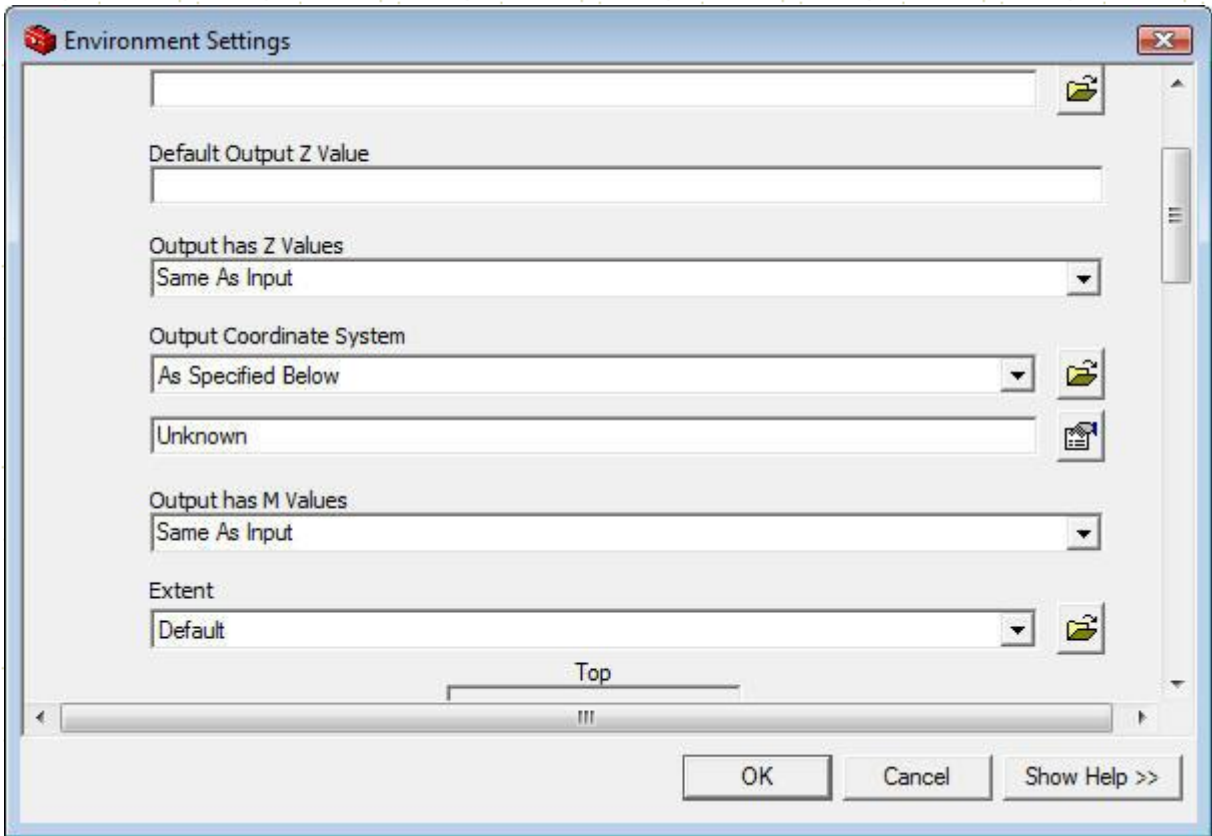 Environment Settings
Default Output Z Value
Output has Z Values
Same As Input
Output Coordinate System
As Specified Below
Unknown
Output has M Values
Same As Input
Extent
Default
Top
OK Cancel Show Help >>